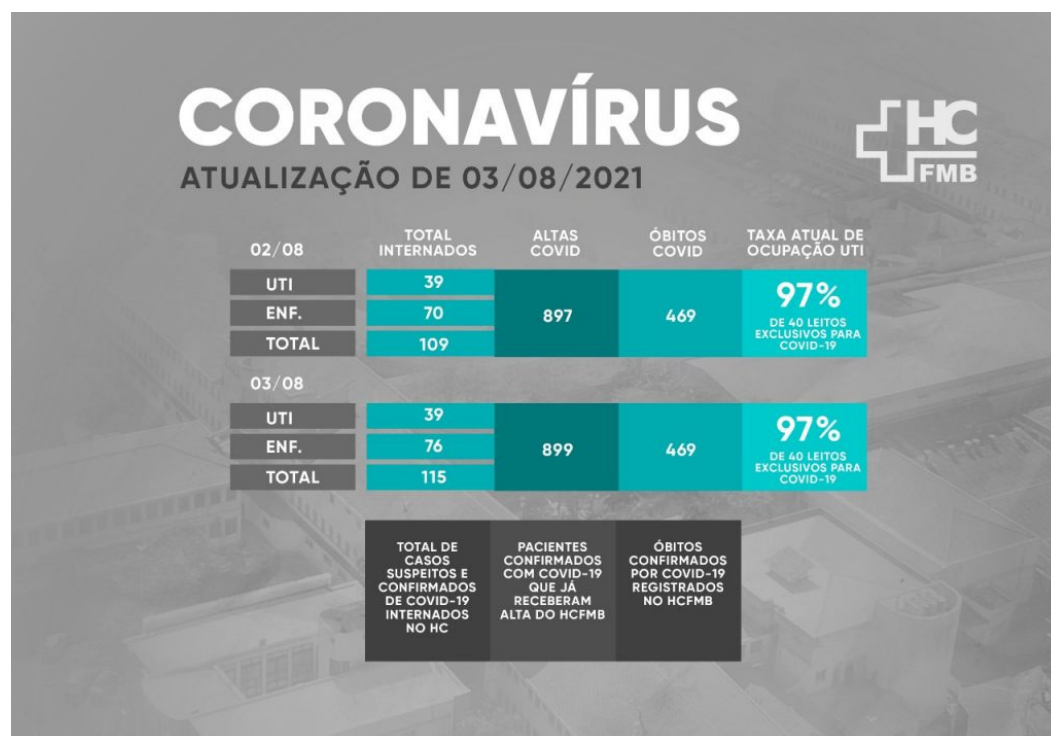 CORONAVÍRUS
ATUALIZAÇÃO DE 03/08/2021
HC
FMB
02/08
TOTAL
INTERNADOS
ALTAS
COVID
ÓBITOS
COVID
TAXA ATUAL DE
OCUPAÇÃO UTI
UTI
39
ENF.
70
TOTAL
109
897
469
97%
DE 40 LEITOS
EXCLUSIVOS PARA
COVID-19
03/08
UTI
39
ENF.
76
TOTAL
115
899
469
97%
DE 40 LEITOS
EXCLUSIVOS PARA
COVID-19
TOTAL DE
CASOS
SUSPEITOS E
CONFIRMADOS
DE COVID-19
INTERNADOS
NO HC
PACIENTES
CONFIRMADOS
COM COVID-19
QUE JÁ
RECEBERAM
ALTA DO HCFMB
ÓBITOS
CONFIRMADOS
POR COVID-19
REGISTRADOS
NO HCFMB